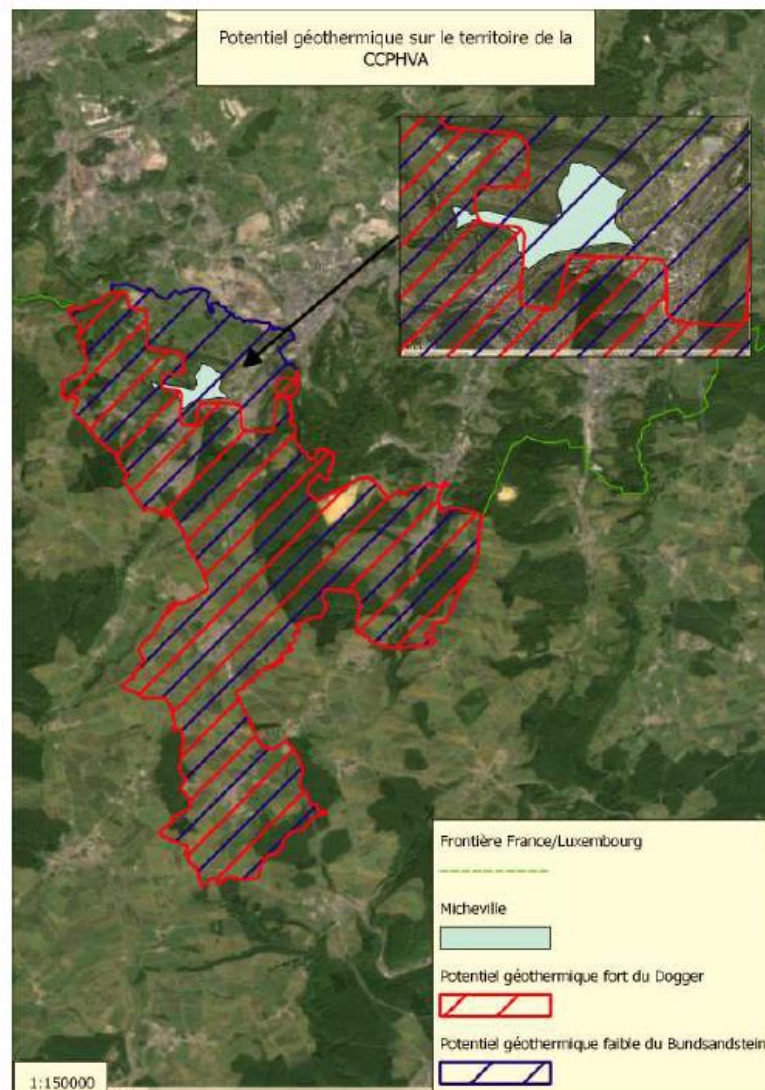 Potentiel géothermique sur le territoire de la
CCPHVA
Frontière France/Luxembourg
Micheville
Potentiel géothermique fort du Dogger
Potentiel géothermique faible du Bundsandstein
1:150000